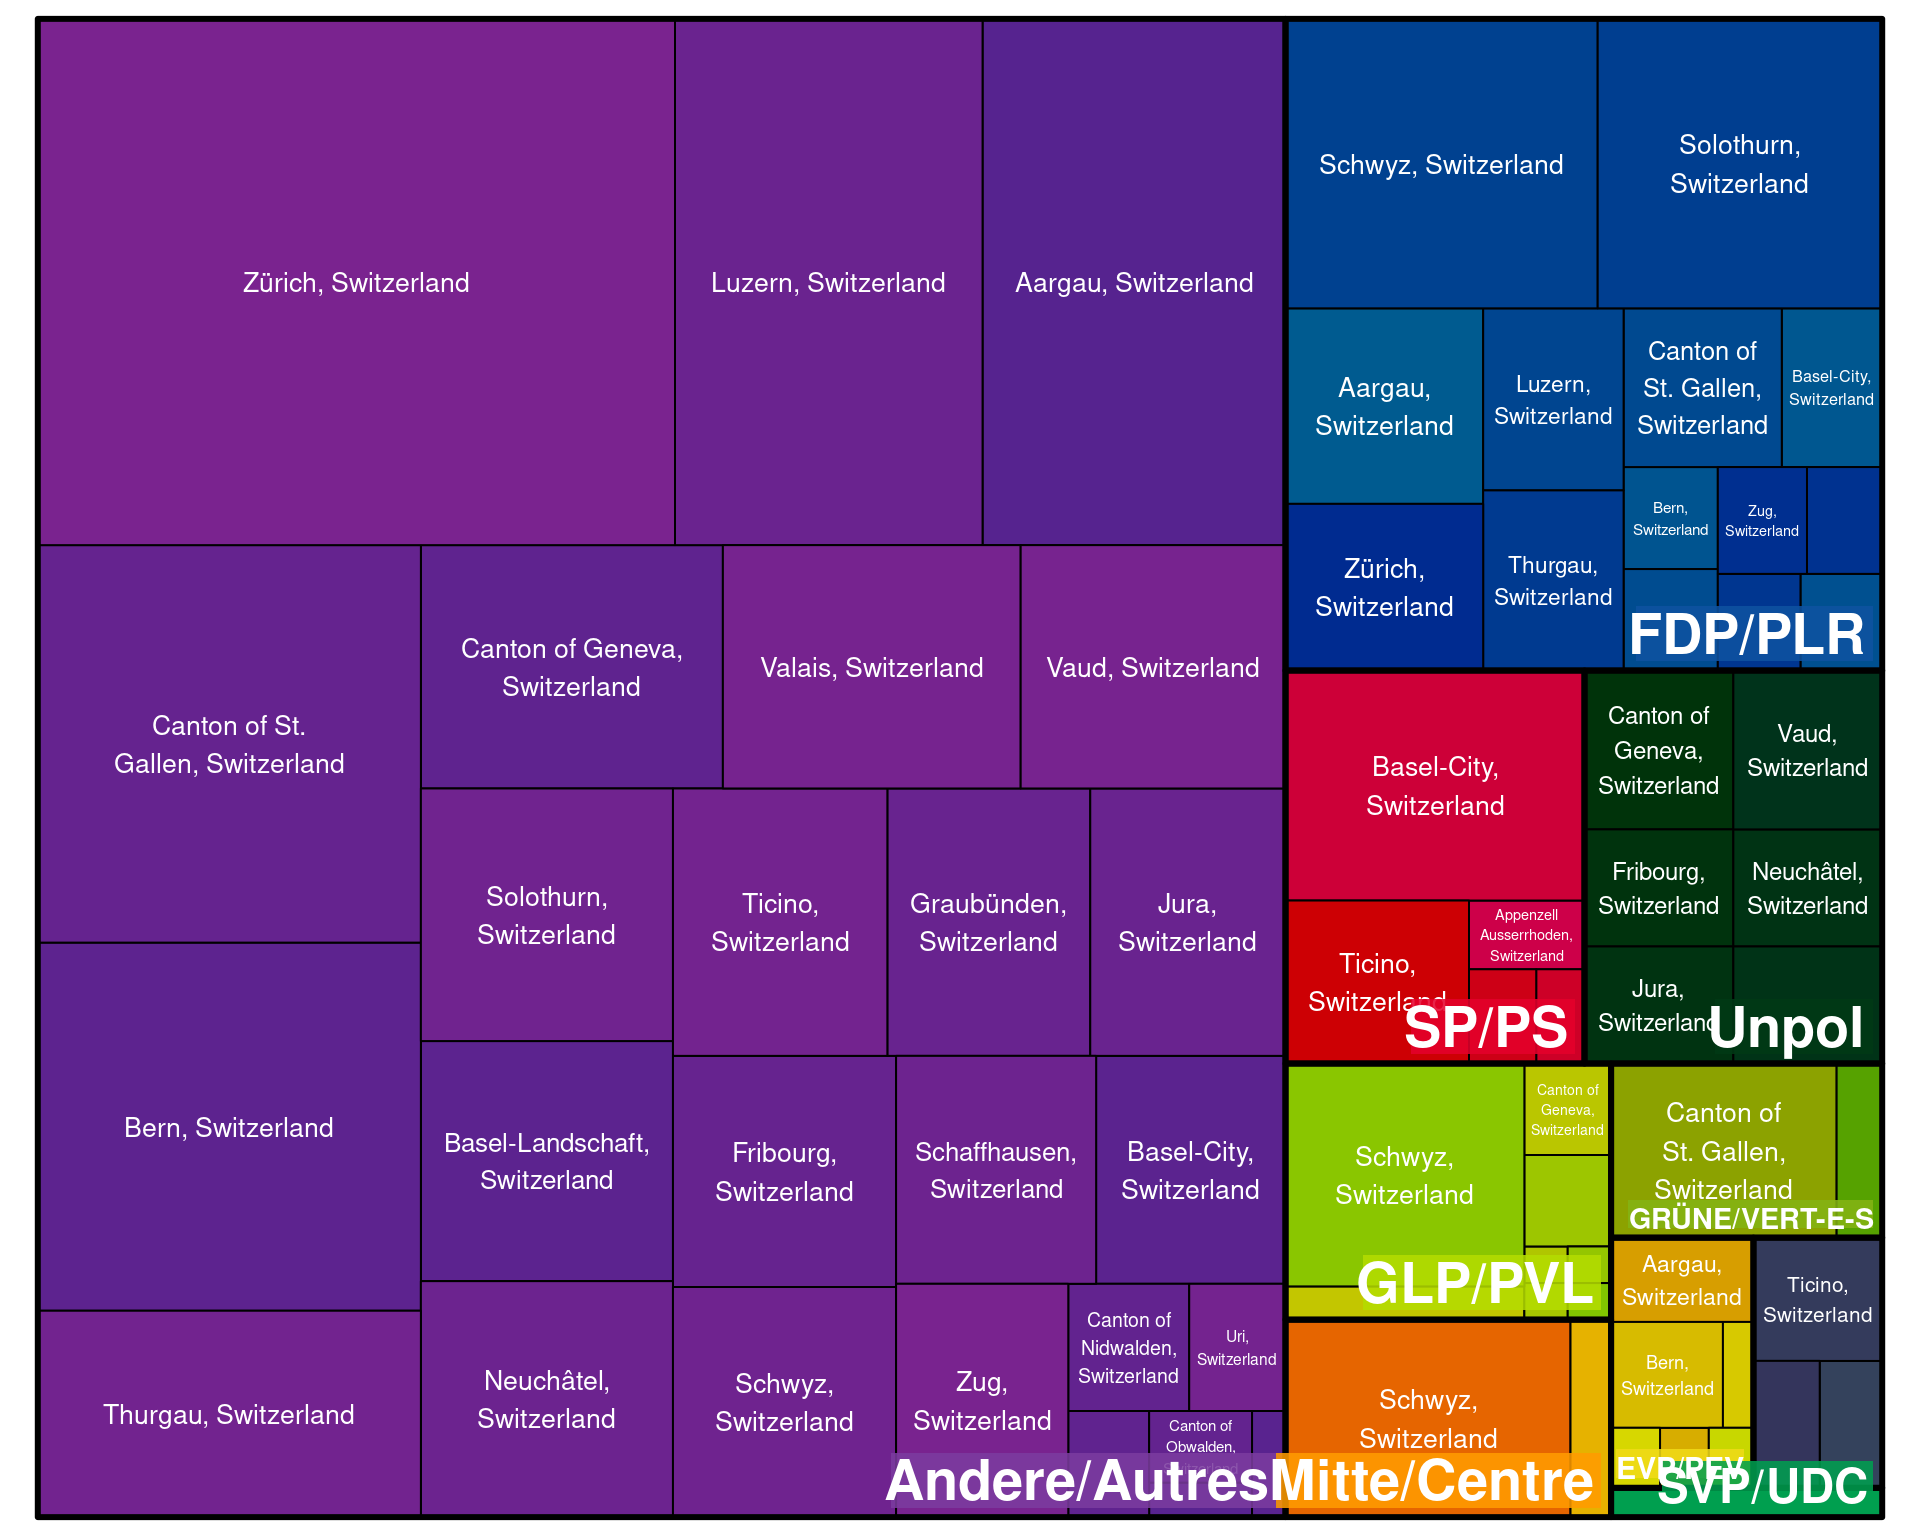 Zürich, Switzerland
Luzern, Switzerland
Aargau, Switzerland
Canton of St.
Gallen, Switzerland
Canton of Geneva,
Switzerland
Valais, Switzerland
Vaud, Switzerland
Bern, Switzerland
Thurgau, Switzerland
Solothurn,
Switzerland
Ticino,
Switzerland
Graubünden,
Switzerland
Jura,
Switzerland
Basel-Landschaft,
Switzerland
Neuchâtel,
Switzerland
Fribourg,
Switzerland
Schaffhausen,
Switzerland
Basel-City,
Switzerland
Schwyz,
Switzerland
Zug,
Switzerland
Canton of
Nidwalden,
Switzerland
Uri,
Switzerland
Canton of
Obwalden,
Switzerland
Andere/Autres
Schwyz, Switzerland
Solothurn,
Switzerland
Aargau,
Switzerland
Luzern,
Switzerland
Canton of
St. Gallen,
Switzerland
Basel-City,
Switzerland
Zürich,
Switzerland
Thurgau,
Switzerland
Bern,
Switzerland
Zug,
Switzerland
FDP/PLR
Basel-City,
Switzerland
Ticino,
Switzerland
Appenzell
Ausserrhoden,
Switzerland
SP/PS
Canton of
Geneva,
Switzerland
Vaud,
Switzerland
Fribourg,
Switzerland
Neuchâtel,
Switzerland
Jura,
Switzerland
Unpol
Schwyz,
Switzerland
Canton of
Geneva,
Switzerland
GLP/PVL
Canton of
St. Gallen,
Switzerland
GRÜNE/VERT-E-S
Schwyz,
Switzerland
Mitte/Centre
Aargau,
Switzerland
Bern,
Switzerland
EVP/PEV
Ticino,
Switzerland
SVP/UDC